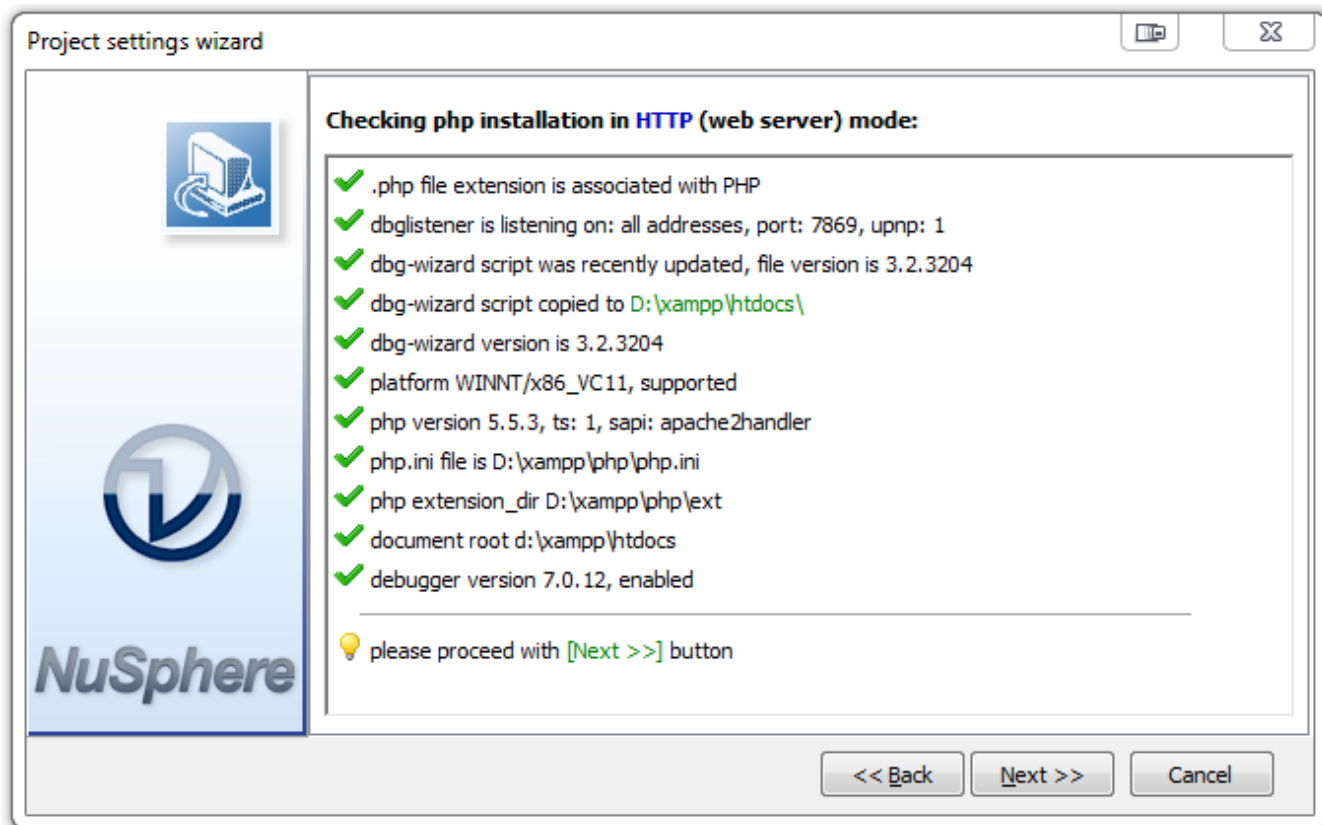 Project settings wizard
Checking php installation in HTTP (web server) mode:
.php file extension is associated with PHP
dbglistener is listening on: all addresses, port: 7869, upnp: 1
dbg-wizard script was recently updated, file version is 3.2.3204
dbg-wizard script copied to D:\xampp\htdocs\
dbg-wizard version is 3.2.3204
platform WINNT/x86_VC11, supported
php version 5.5.3, ts: 1, sapi: apache2handler
php.ini file is D:\xampp\php\php.ini
php extension_dir D:\xampp\php\ext
document root d:\xampp\htdocs
debugger version 7.0.12, enabled
please proceed with [Next >>] button
NuSphere
<< Back Next >> Cancel